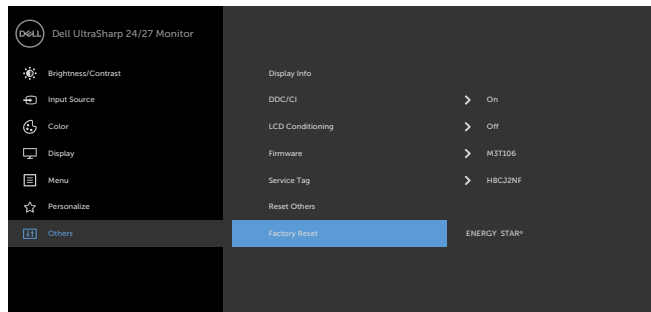 DELL Dell UltraSharp 24/27 Monitor
Brightness/Contrast Display Info
Input Source DDC/CI On
Color LCD Conditioning Off
Display Firmware M3T106
Menu Service Tag H8CJ2NF
Personalize Reset Others
Others Factory Reset ENERGY STAR®